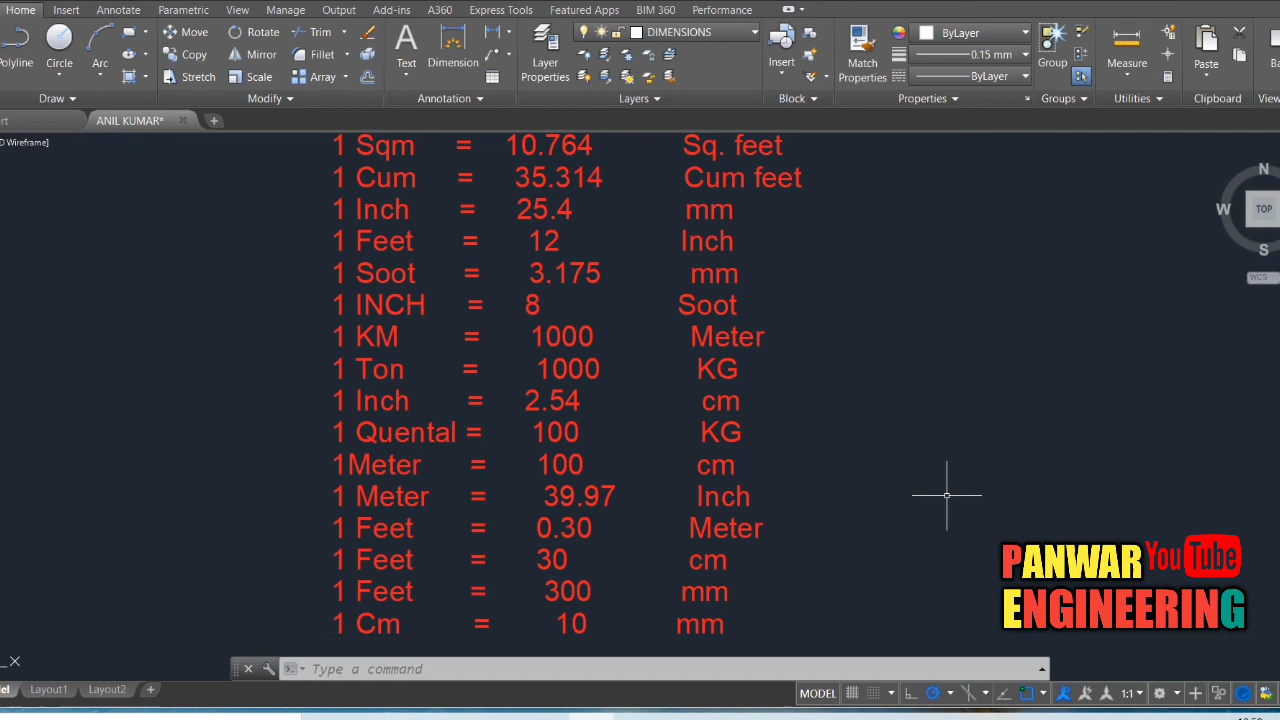 Home Insert Annotate Parametric View Manage Output Add-ins A360 Express Tools Featured Apps BIM 360 Performance
Polyline Circle Arc Move Rotate Trim
Copy Mirror Fillet
Stretch Scale Array
Text Dimension Layer Properties DIMENSIONS Insert Match Properties ByLayer
0.15 mm
ByLayer
Group Measure Paste
Draw Modify Annotation Layers Block Properties Groups Utilities Clipboard
ANIL KUMAR*
D Wireframe]
1 Sqm = 10.764 Sq. feet
1 Cum = 35.314 Cum feet
1 Inch = 25.4 mm
1 Feet = 12 Inch
1 Soot = 3.175 mm
1 INCH = 8 Soot
1 KM = 1000 Meter
1 Ton = 1000 KG
1 Inch = 2.54 cm
1 Quental = 100 KG
1Meter = 100 cm
1 Meter = 39.97 Inch
1 Feet = 0.30 Meter
1 Feet = 30 cm
1 Feet = 300 mm
1 Cm = 10 mm
N
W TOP
S
WCS
PANWAR YouTube
ENGINEERING
X
Type a command
Layout1 Layout2 +
MODEL 1:1